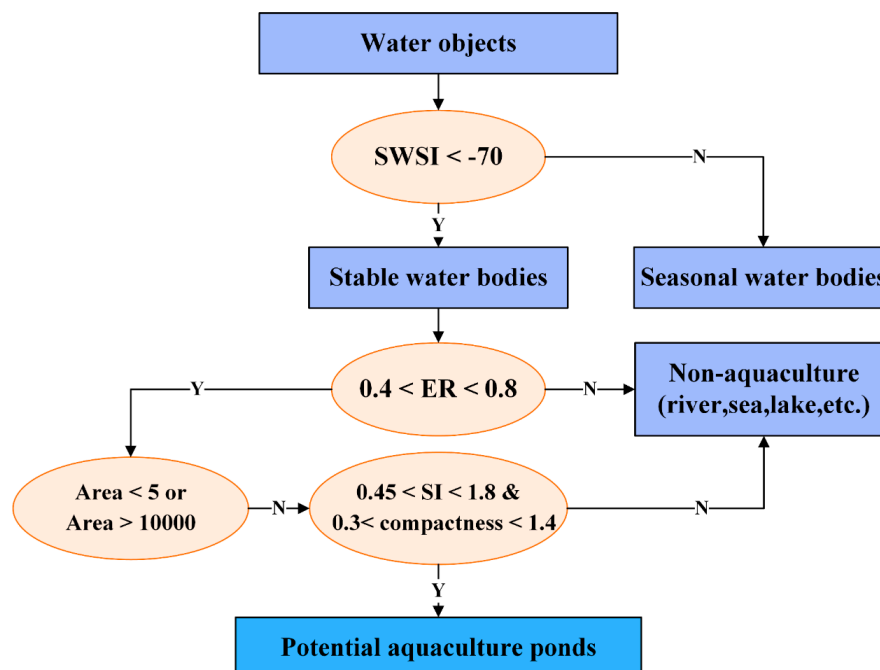 Water objects
SWSI < -70
N
Y
Stable water bodies
Seasonal water bodies
0.4 < ER < 0.8
Y
N
Non-aquaculture
(river,sea,lake,etc.)
Area < 5 or
Area > 10000
N
0.45 < SI < 1.8 &
0.3< compactness < 1.4
N
Y
Potential aquaculture ponds